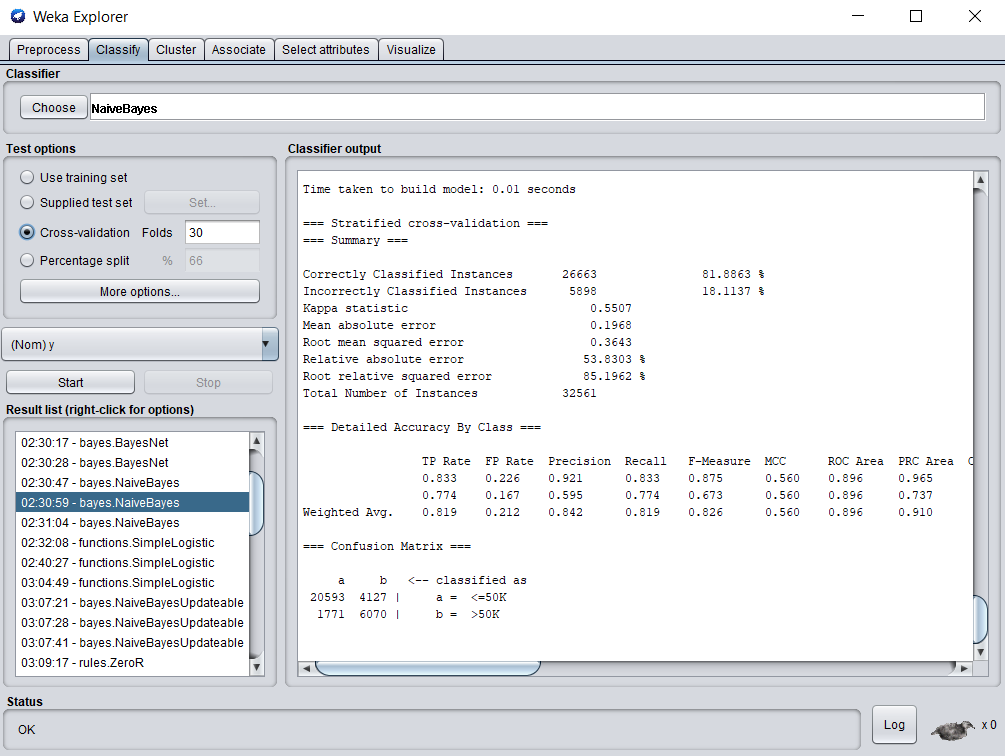 Weka Explorer
Preprocess Classify Cluster Associate Select attributes Visualize
Classifier
Choose NaiveBayes
Test options
Use training set
Supplied test set Set...
Cross-validation Folds 30
Percentage split % 66
More options...
(Nom) y
Start Stop
Result list (right-click for options)
02:30:17 - bayes.BayesNet
02:30:28 - bayes.BayesNet
02:30:47 - bayes.NaiveBayes
02:30:59 - bayes.NaiveBayes
02:31:04 - bayes.NaiveBayes
02:32:08 - functions.SimpleLogistic
02:40:27 - functions.SimpleLogistic
03:04:49 - functions.SimpleLogistic
03:07:21 - bayes.NaiveBayesUpdateable
03:07:28 - bayes.NaiveBayesUpdateable
03:07:41 - bayes.NaiveBayesUpdateable
03:09:17 - rules.ZeroR
Classifier output
Time taken to build model: 0.01 seconds
=== Stratified cross-validation ===
=== Summary ===
Correctly Classified Instances 26663 81.8863 %
Incorrectly Classified Instances 5898 18.1137 %
Kappa statistic 0.5507
Mean absolute error 0.1968
Root mean squared error 0.3643
Relative absolute error 53.8303 %
Root relative squared error 85.1962 %
Total Number of Instances 32561
=== Detailed Accuracy By Class ===
TP Rate FP Rate Precision Recall F-Measure MCC ROC Area PRC Area C
0.833 0.226 0.921 0.833 0.875 0.560 0.896 0.965
0.774 0.167 0.595 0.774 0.673 0.560 0.896 0.737
Weighted Avg. 0.819 0.212 0.842 0.819 0.826 0.560 0.896 0.910
=== Confusion Matrix ===
a b <-- classified as
20593 4127 | a = <=50K
1771 6070 | b = >50K
Status
OK
Log
x 0